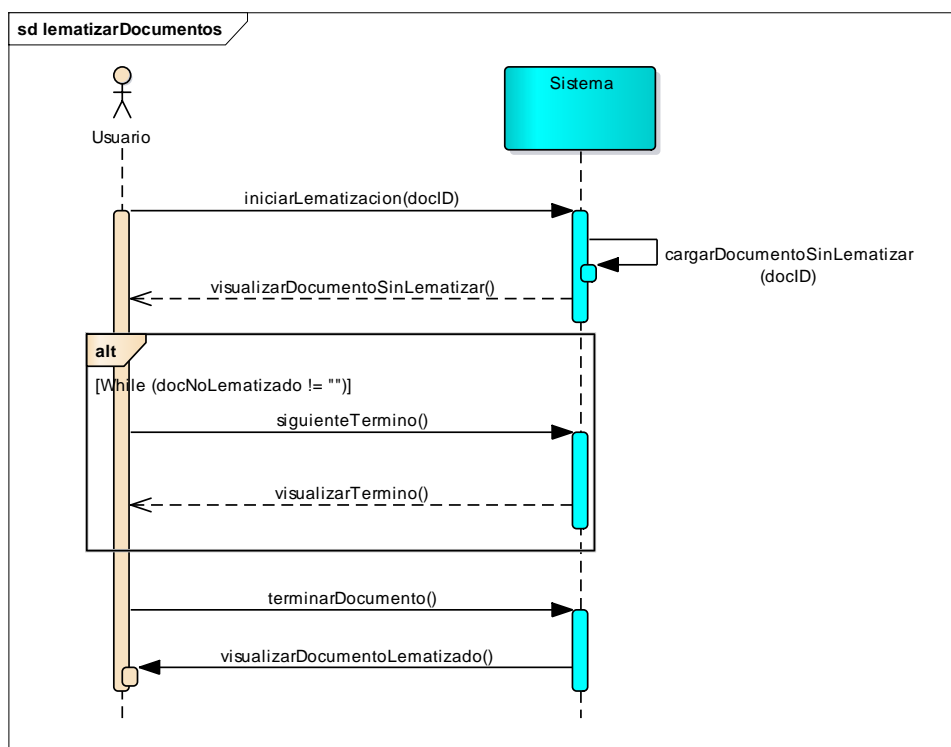 sd lematizarDocumentos
Usuario
Sistema
iniciarLematizacion(docID)
cargarDocumentoSinLematizar
(docID)
visualizarDocumentoSinLematizar()
alt
[While (docNoLematizado != "")]
siguienteTermino()
visualizarTermino()
terminarDocumento()
visualizarDocumentoLematizado()